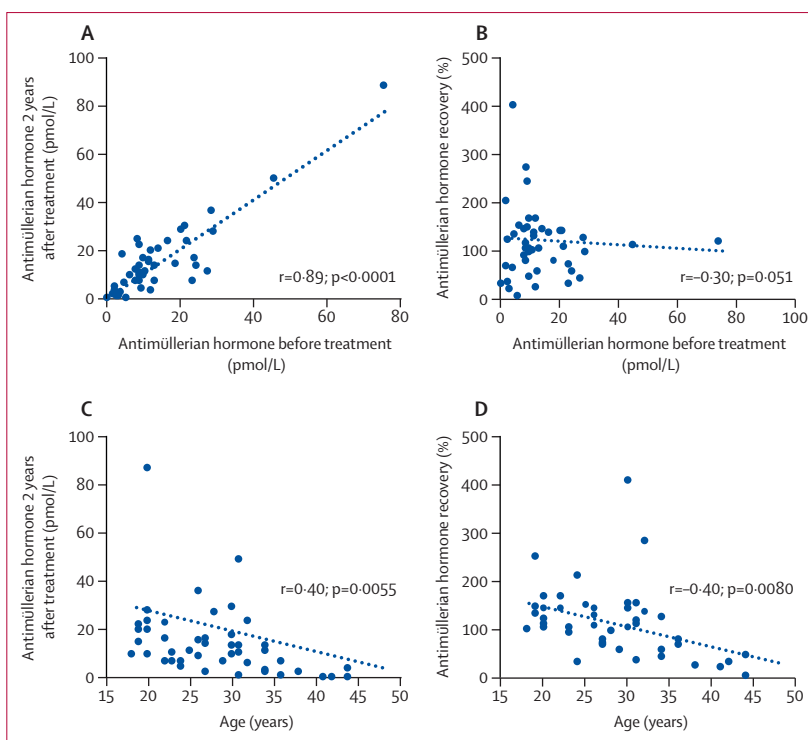 A
Antimüllerian hormone 2 years
after treatment (pmol/L)
100
80
60
40
20
0
r=0·89; p<0·0001
0 20 40 60 80
Antimüllerian hormone before treatment
(pmol/L)
B
Antimüllerian hormone recovery (%)
500
400
300
200
100
0
r=–0·30; p=0·051
0 20 40 60 80 100
Antimüllerian hormone before treatment
(pmol/L)
C
Antimüllerian hormone 2 years
after treatment (pmol/L)
100
80
60
40
20
0
r=0·40; p=0·0055
15 20 25 30 35 40 45 50
Age (years)
D
Antimüllerian hormone recovery (%)
500
400
300
200
100
0
r=–0·40; p=0·0080
15 20 25 30 35 40 45 50
Age (years)